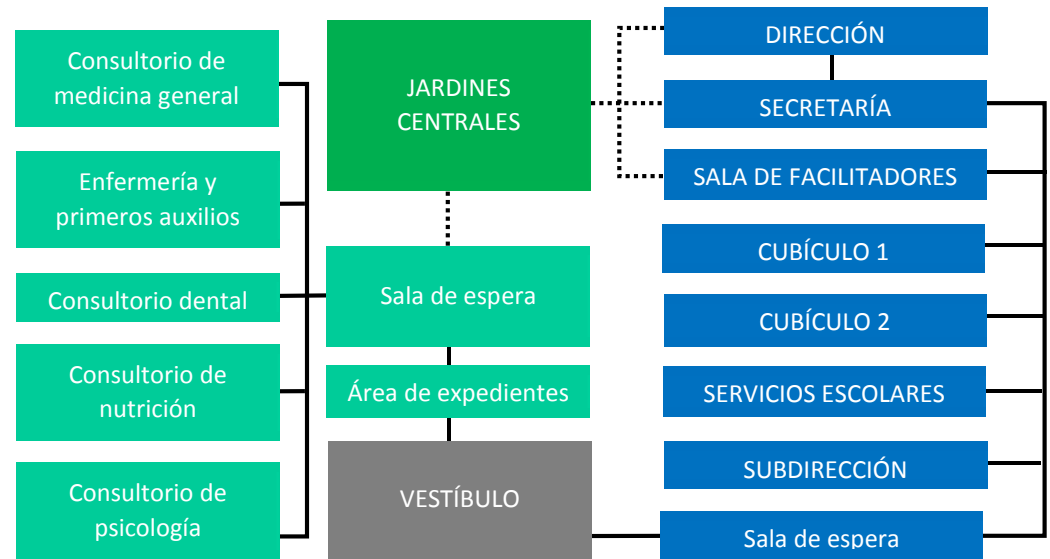 Consultorio de
medicina general
Enfermería y
primeros auxilios
Consultorio dental
Consultorio de
nutrición
Consultorio de
psicología
JARDINES
CENTRALES
Sala de espera
Área de expedientes
VESTÍBULO
DIRECCIÓN
SECRETARÍA
SALA DE FACILITADORES
CUBÍCULO 1
CUBÍCULO 2
SERVICIOS ESCOLARES
SUBDIRECCIÓN
Sala de espera